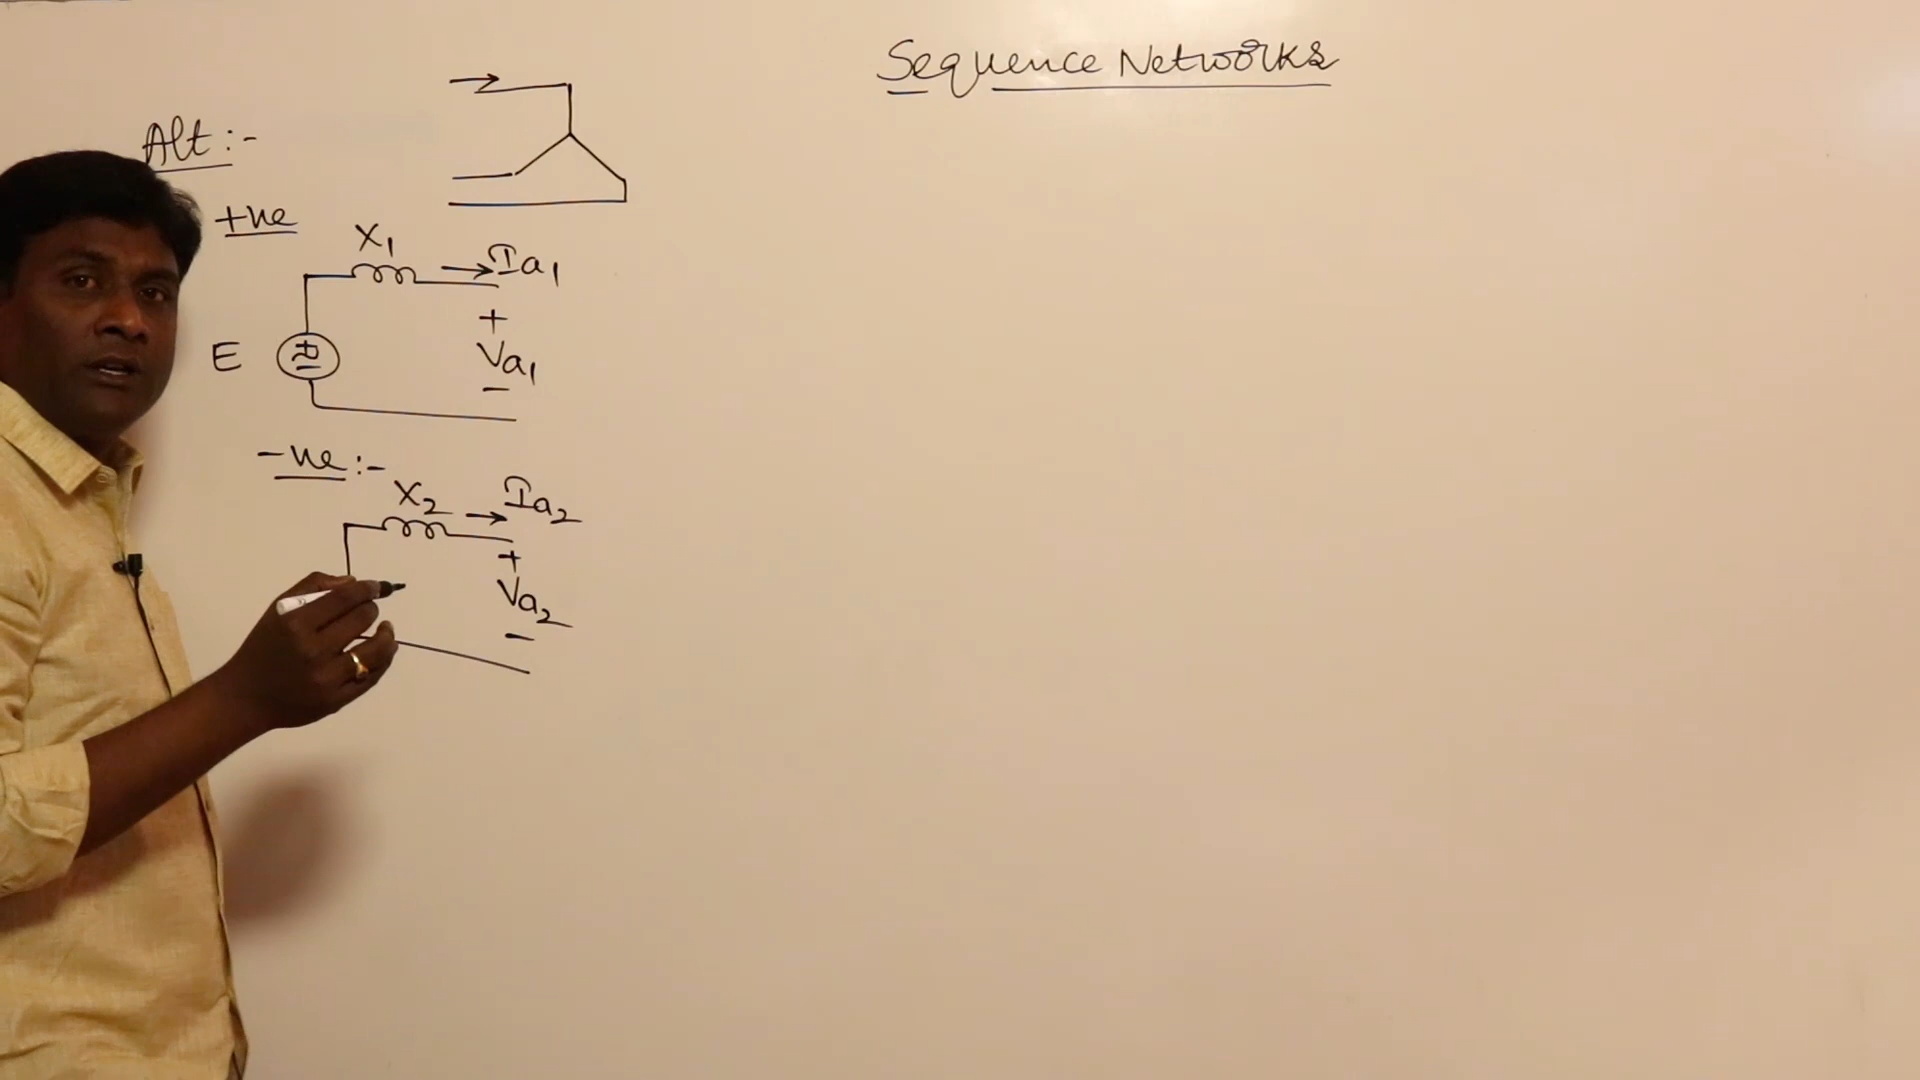 Sequence Networks
Alt:-
+ve
X1
Ia1
+
E
Va1
-
-ve:-
X2
Ia2
+
Va2
-